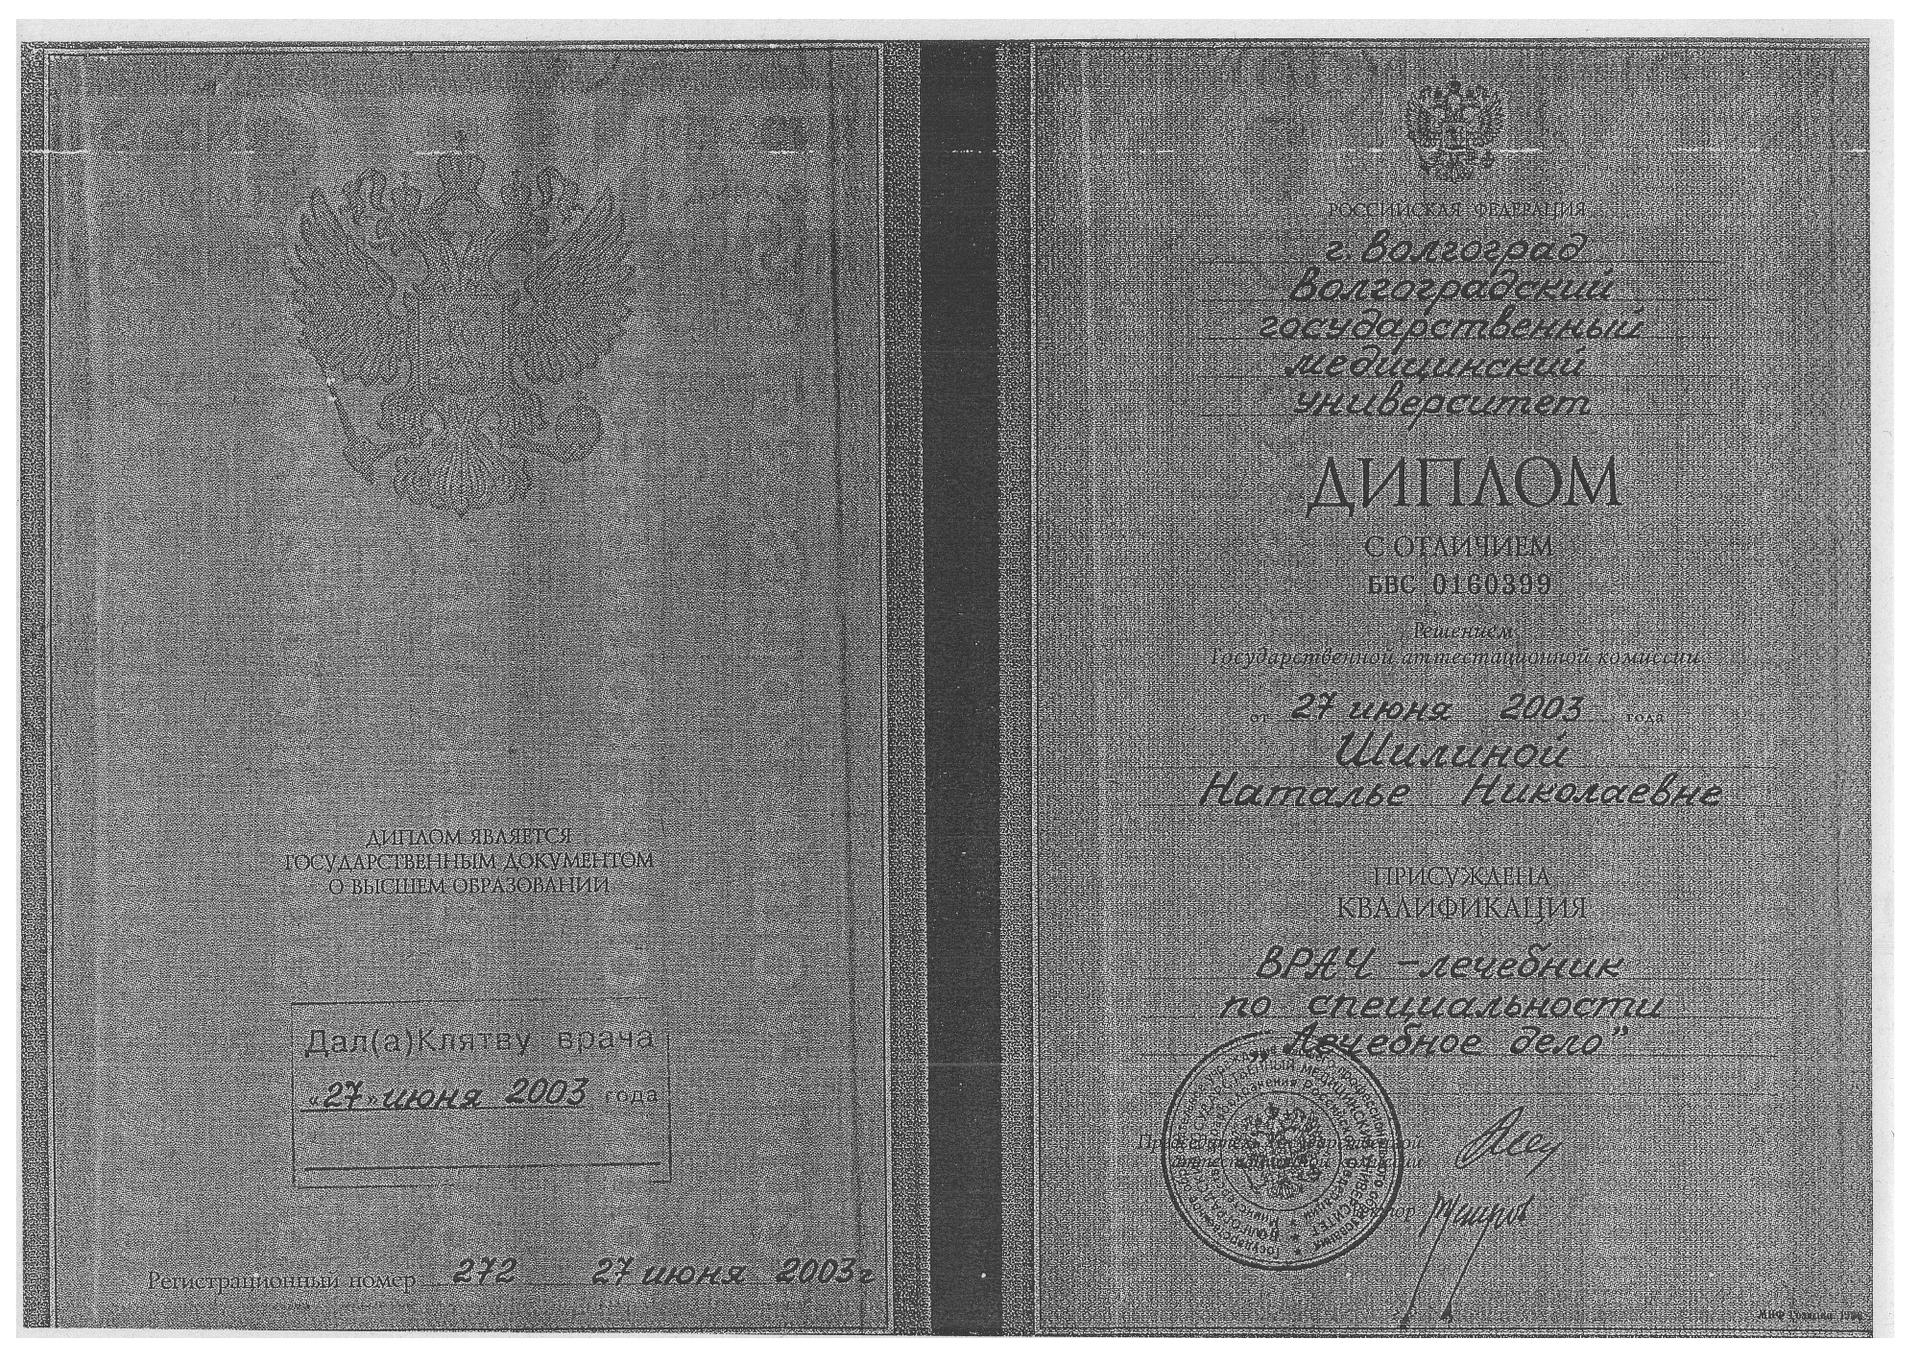 ДИПЛОМ ЯВЛЯЕТСЯ
ГОСУДАРСТВЕННЫМ ДОКУМЕНТОМ
О ВЫСШЕМ ОБРАЗОВАНИИ
Дал(а) Клятву врача
«27» июня 2003 года
Регистрационный номер 272 27 июня 2003г
РОССИЙСКАЯ ФЕДЕРАЦИЯ
г. Волгоград
Волгоградский
государственный
медицинский
университет
ДИПЛОМ
С ОТЛИЧИЕМ
БВС 0160399
Решением
Государственной аттестационной комиссии
от 27 июня 2003 года
Шилиной
Наталье Николаевне
ПРИСУЖДЕНА
КВАЛИФИКАЦИЯ
ВРАЧ -лечебник
по специальности
"Лечебное дело"